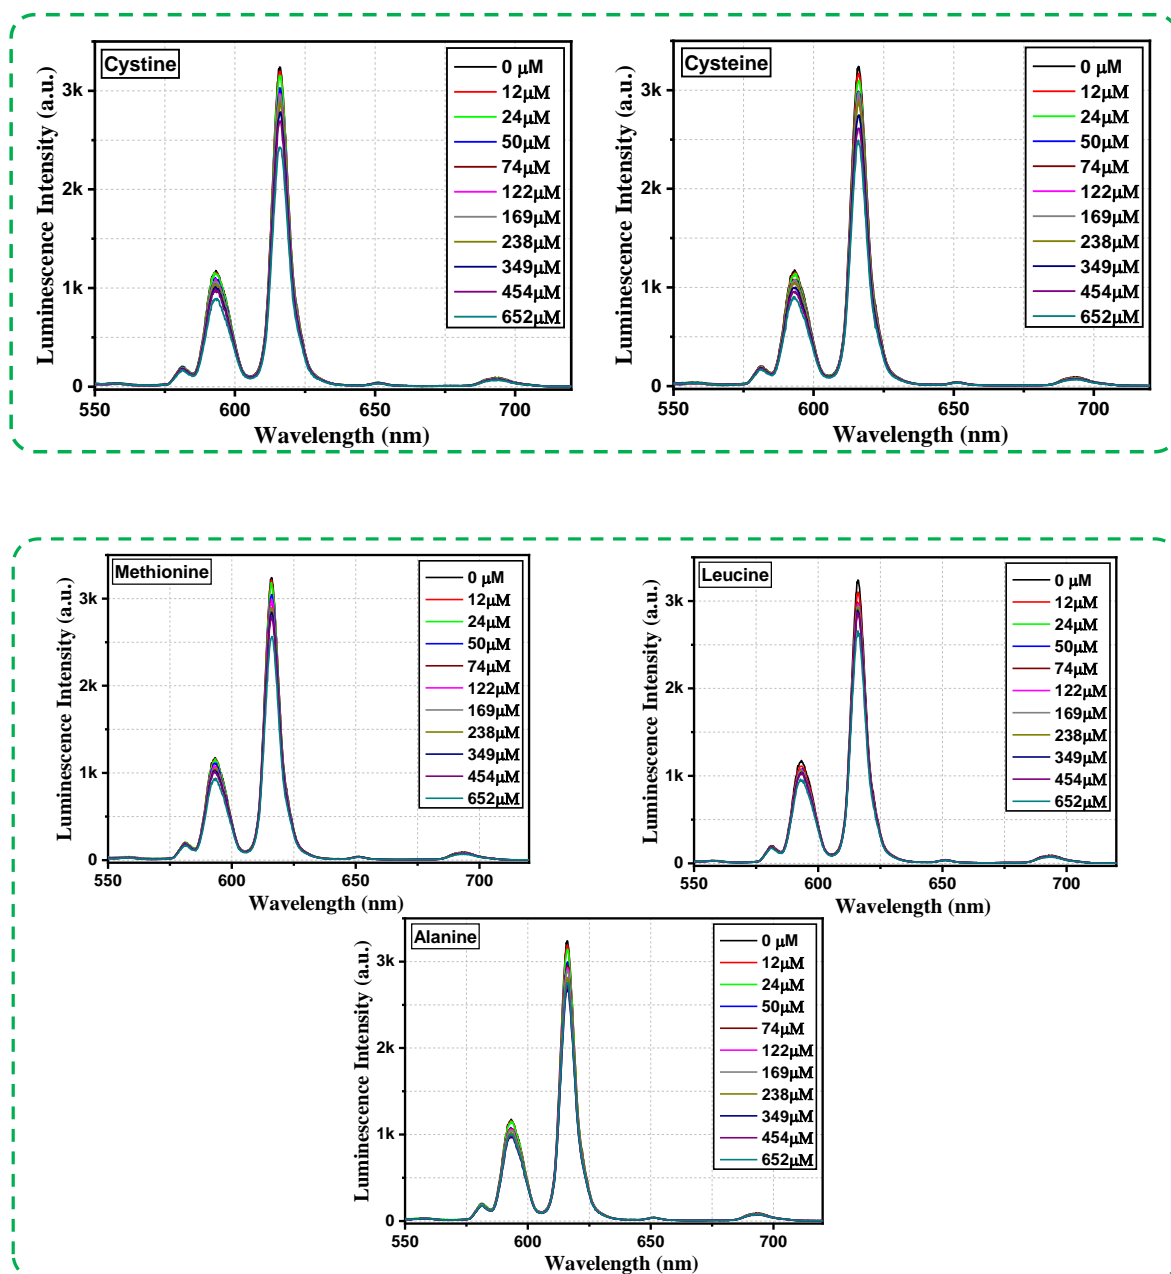 Cystine
Luminescence Intensity (a.u.)
3k
2k
1k
0
550
600
650
700
Wavelength (nm)
0 μM
12μM
24μM
50μM
74μM
122μM
169μM
238μM
349μM
454μM
652μM
Cysteine
Luminescence Intensity (a.u.)
3k
2k
1k
0
550
600
650
700
Wavelength (nm)
0 μM
12μM
24μM
50μM
74μM
122μM
169μM
238μM
349μM
454μM
652μM
Methionine
Luminescence Intensity (a.u.)
3k
2k
1k
0
550
600
650
700
Wavelength (nm)
0 μM
12μM
24μM
50μM
74μM
122μM
169μM
238μM
349μM
454μM
652μM
Leucine
Luminescence Intensity (a.u.)
3k
2k
1k
0
550
600
650
700
Wavelength (nm)
0 μM
12μM
24μM
50μM
74μM
122μM
169μM
238μM
349μM
454μM
652μM
Alanine
Luminescence Intensity (a.u.)
3k
2k
1k
0
550
600
650
700
Wavelength (nm)
0 μM
12μM
24μM
50μM
74μM
122μM
169μM
238μM
349μM
454μM
652μM